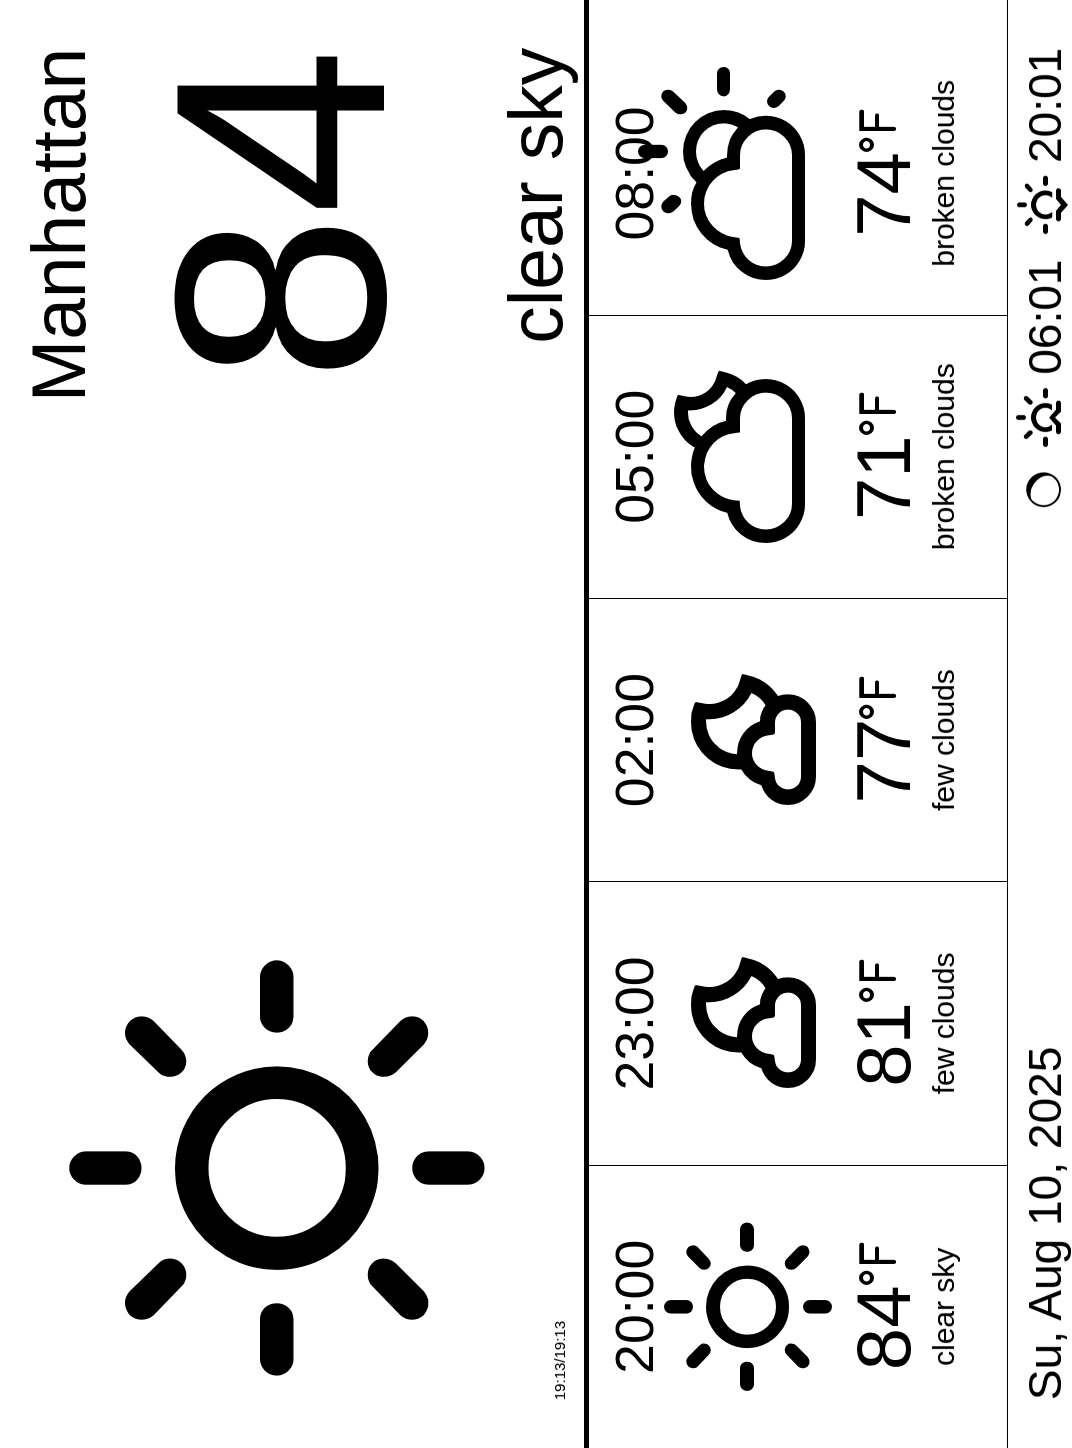 Manhattan
84
clear sky
19:13/19:13
20:00 23:00 02:00 05:00 08:00
84°F 81°F 77°F 71°F 74°F
clear sky few clouds few clouds broken clouds broken clouds
Su, Aug 10, 2025 06:01 20:01